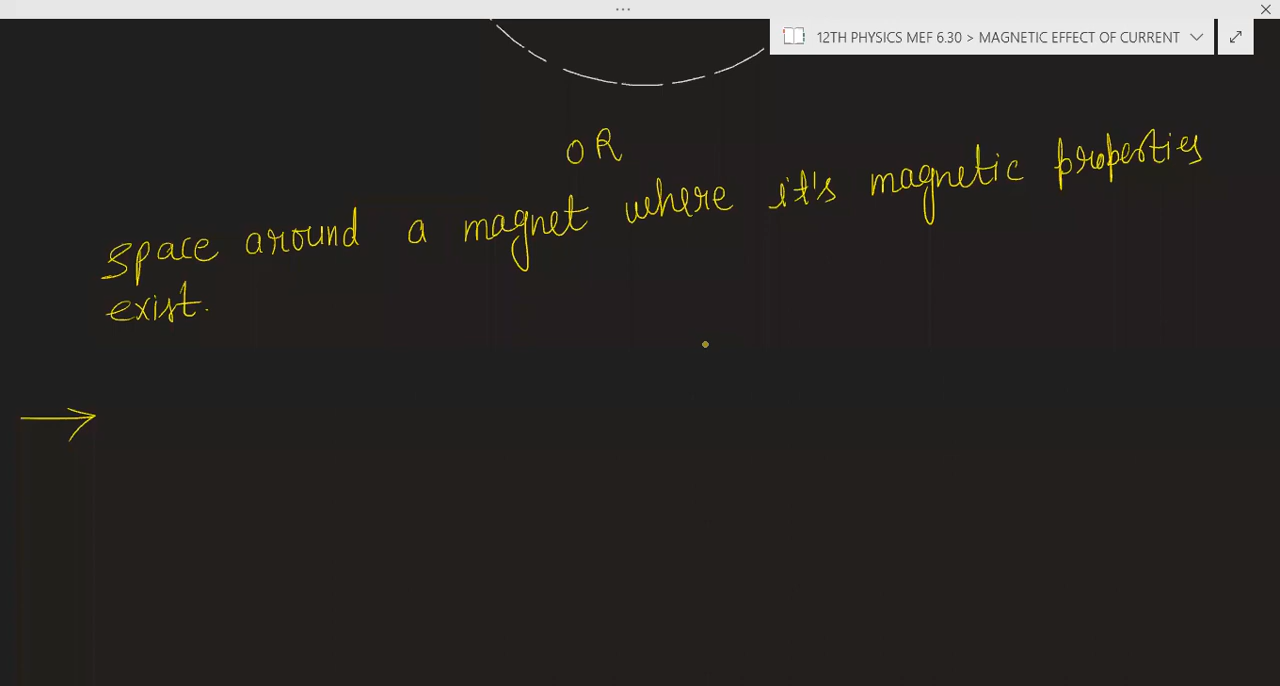 12TH PHYSICS MEF 6.30 > MAGNETIC EFFECT OF CURRENT
OR
space around a magnet where it's magnetic properties
exist.